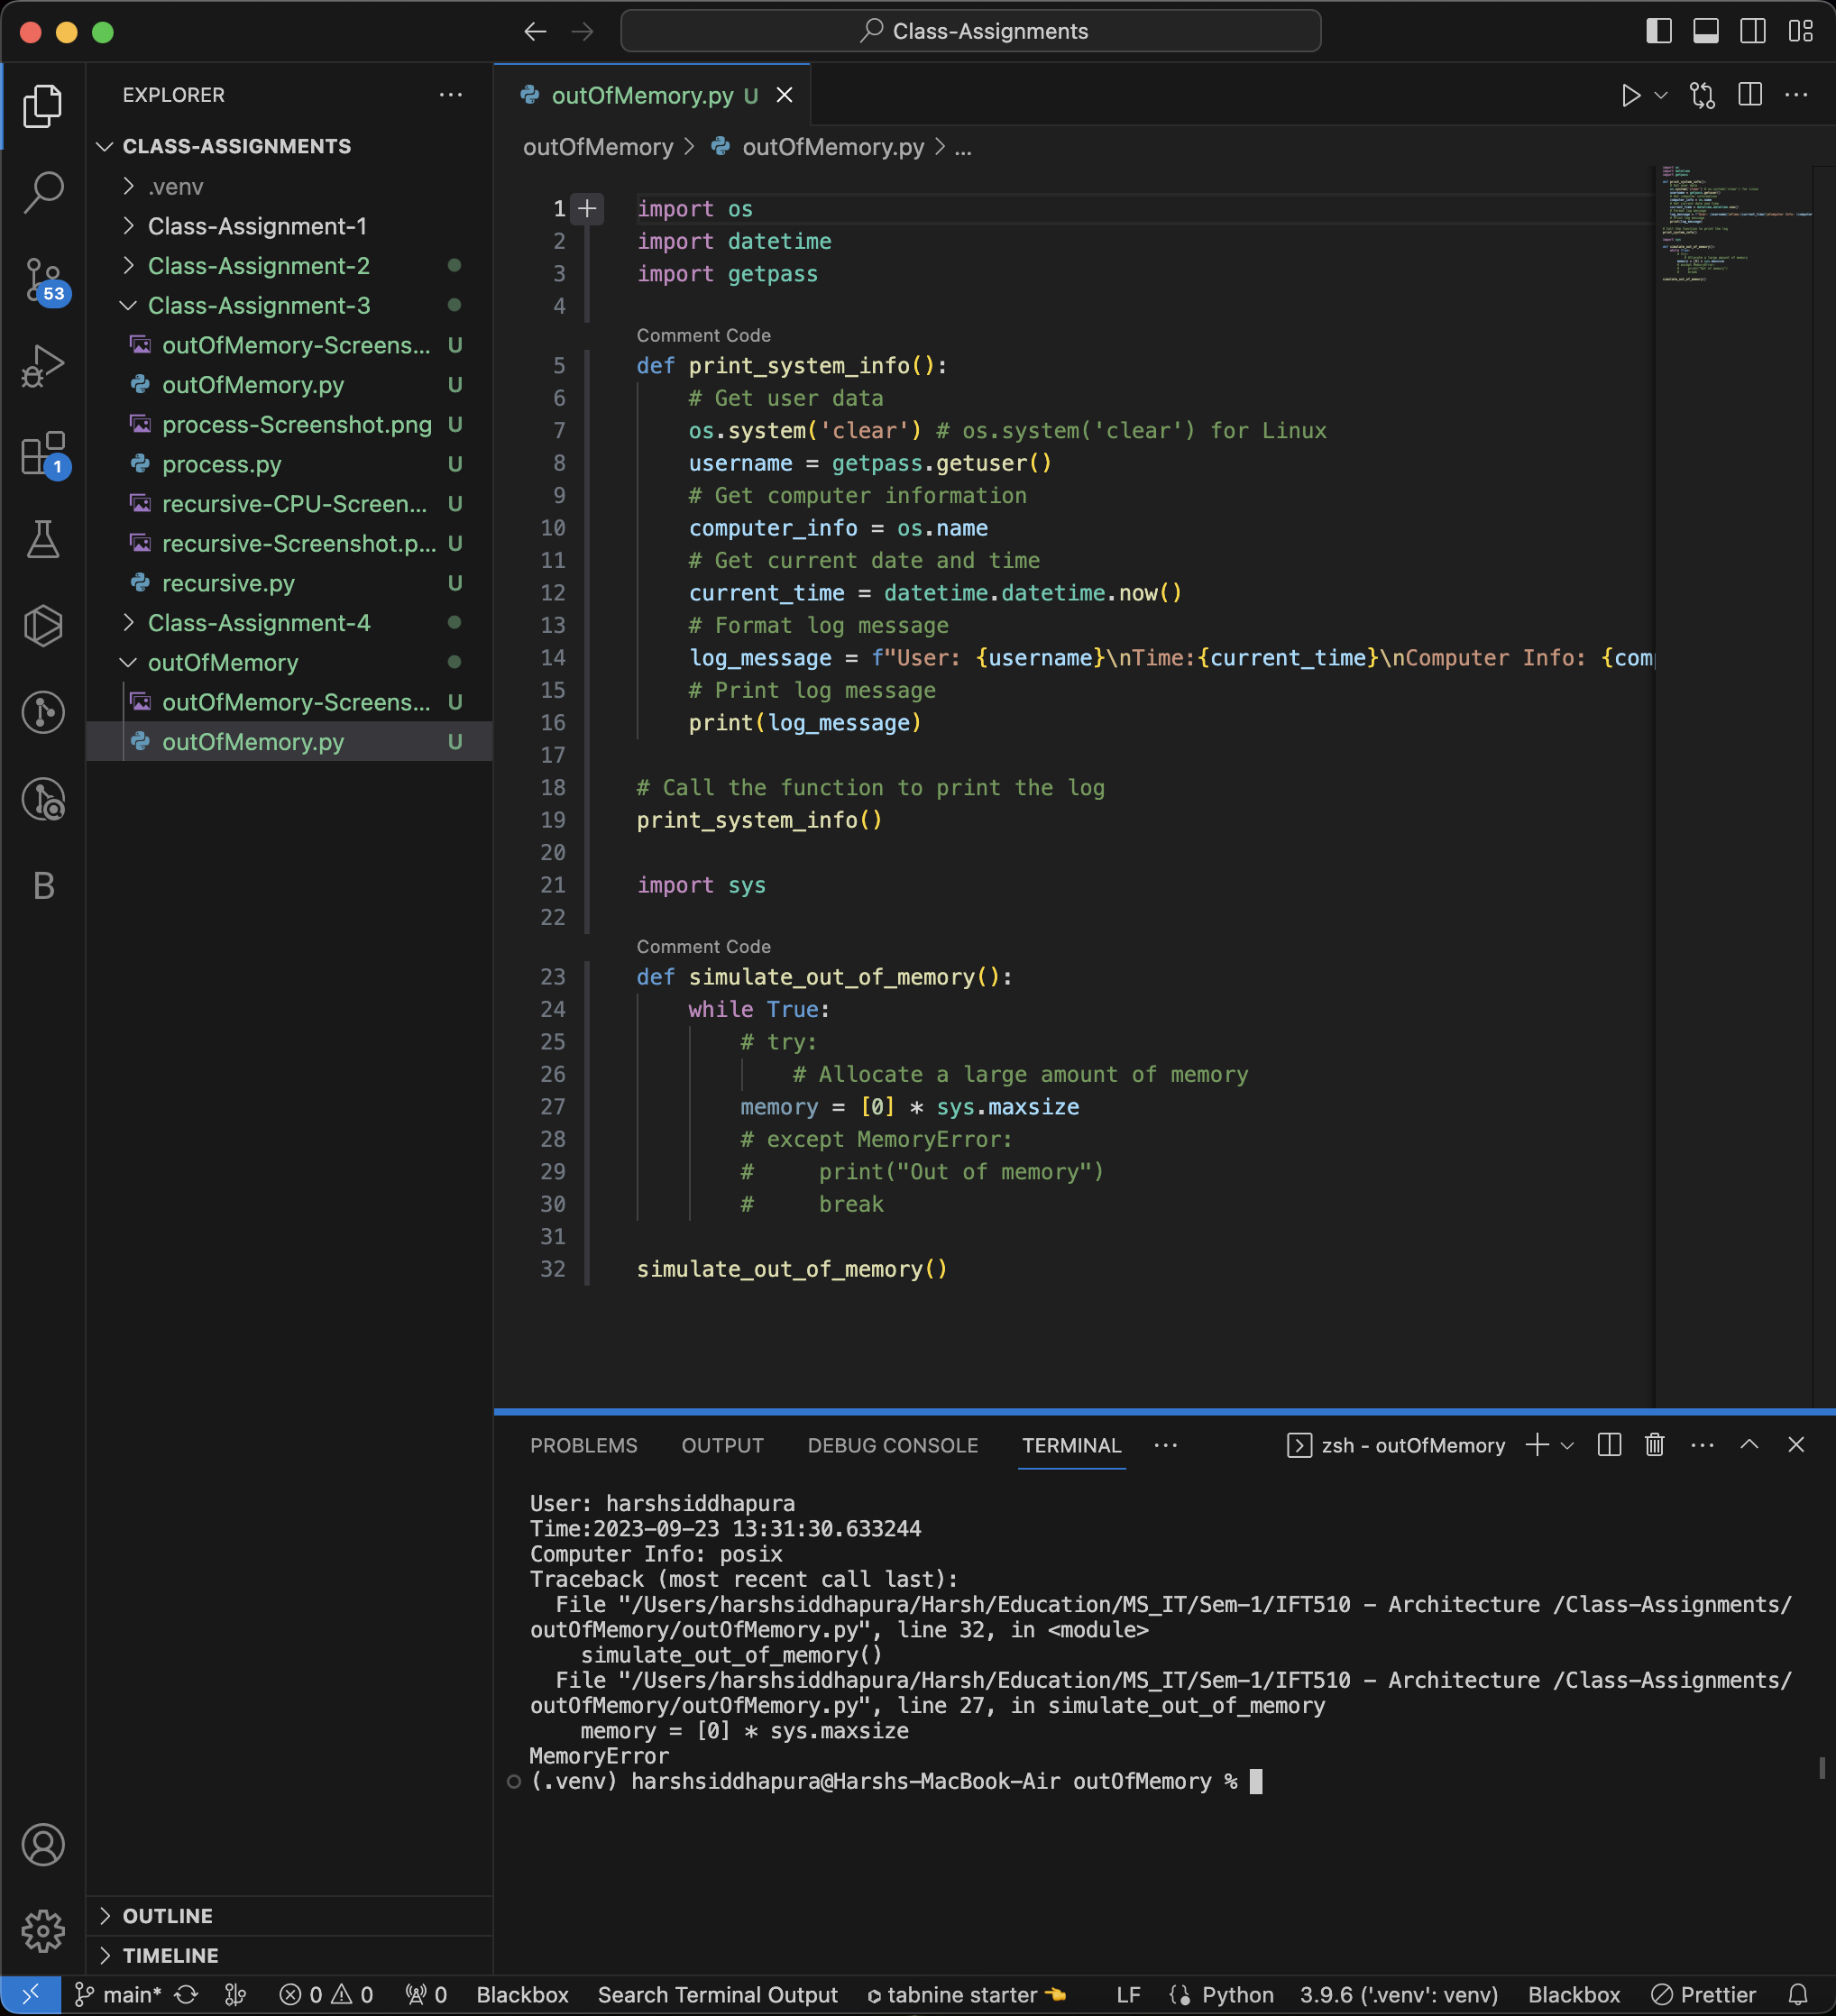 Class-Assignments
EXPLORER
CLASS-ASSIGNMENTS
.venv
Class-Assignment-1
Class-Assignment-2
Class-Assignment-3
outOfMemory-Screens... U
outOfMemory.py U
process-Screenshot.png U
process.py U
recursive-CPU-Screen... U
recursive-Screenshot.p... U
recursive.py U
Class-Assignment-4
outOfMemory
outOfMemory-Screens... U
outOfMemory.py U
53
1
B
OUTLINE
TIMELINE
outOfMemory.py U
outOfMemory > outOfMemory.py > ...
1 import os
2 import datetime
3 import getpass
4
Comment Code
5 def print_system_info():
6     # Get user data
7     os.system('clear') # os.system('clear') for Linux
8     username = getpass.getuser()
9     # Get computer information
10     computer_info = os.name
11     # Get current date and time
12     current_time = datetime.datetime.now()
13     # Format log message
14     log_message = f"User: {username}\nTime:{current_time}\nComputer Info: {com
15     # Print log message
16     print(log_message)
17
18 # Call the function to print the log
19 print_system_info()
20
21 import sys
22
Comment Code
23 def simulate_out_of_memory():
24     while True:
25         # try:
26             # Allocate a large amount of memory
27         memory = [0] * sys.maxsize
28         # except MemoryError:
29         #     print("Out of memory")
30         #     break
31
32 simulate_out_of_memory()
PROBLEMS OUTPUT DEBUG CONSOLE TERMINAL ... zsh - outOfMemory
User: harshsiddhapura
Time:2023-09-23 13:31:30.633244
Computer Info: posix
Traceback (most recent call last):
  File "/Users/harshsiddhapura/Harsh/Education/MS_IT/Sem-1/IFT510 - Architecture /Class-Assignments/
outOfMemory/outOfMemory.py", line 32, in <module>
    simulate_out_of_memory()
  File "/Users/harshsiddhapura/Harsh/Education/MS_IT/Sem-1/IFT510 - Architecture /Class-Assignments/
outOfMemory/outOfMemory.py", line 27, in simulate_out_of_memory
    memory = [0] * sys.maxsize
MemoryError
(.venv) harshsiddhapura@Harshs-MacBook-Air outOfMemory %
main* 0 0 0 Blackbox Search Terminal Output tabnine starter LF Python 3.9.6 ('.venv': venv) Blackbox Prettier